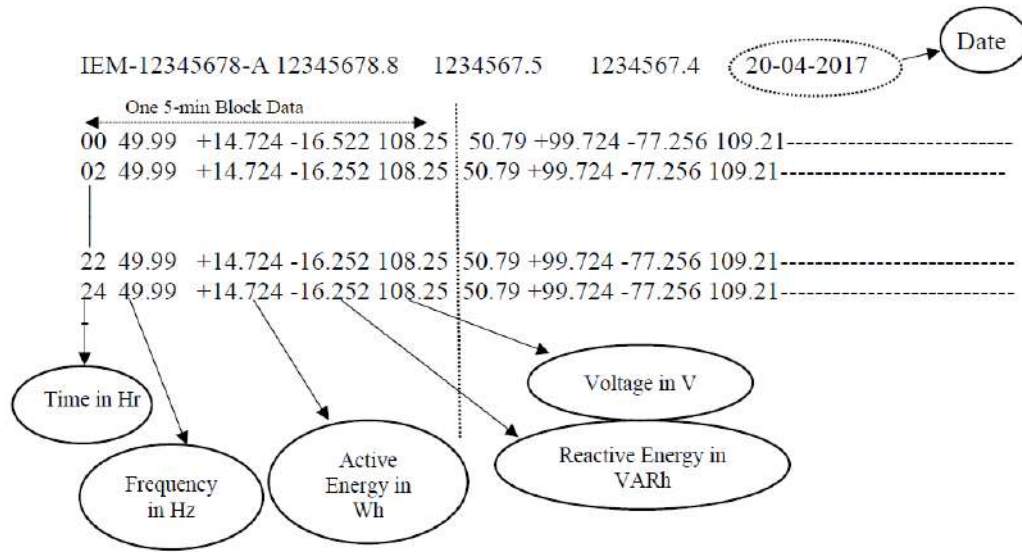 Date
IEM-12345678-A 12345678.8 1234567.5 1234567.4 20-04-2017
One 5-min Block Data
00 49.99 +14.724 -16.522 108.25 50.79 +99.724 -77.256 109.21---------------------------
02 49.99 +14.724 -16.252 108.25 50.79 +99.724 -77.256 109.21---------------------------
22 49.99 +14.724 -16.252 108.25 50.79 +99.724 -77.256 109.21---------------------------
24 49.99 +14.724 -16.252 108.25 50.79 +99.724 -77.256 109.21---------------------------
Time in Hr
Voltage in V
Frequency
in Hz
Active
Energy in
Wh
Reactive Energy in
VARh